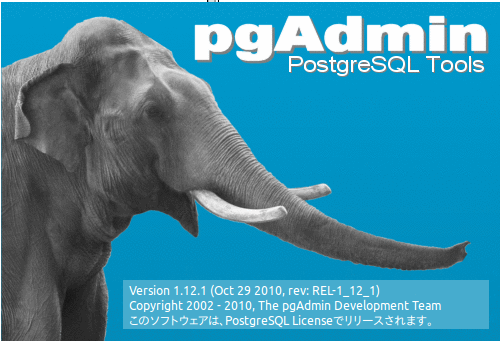 pgAdmin
PostgreSQL Tools
Version 1.12.1 (Oct 29 2010, rev: REL-1_12_1)
Copyright 2002 - 2010, The pgAdmin Development Team
このソフトウェアは、PostgreSQL Licenseでリリースされます。